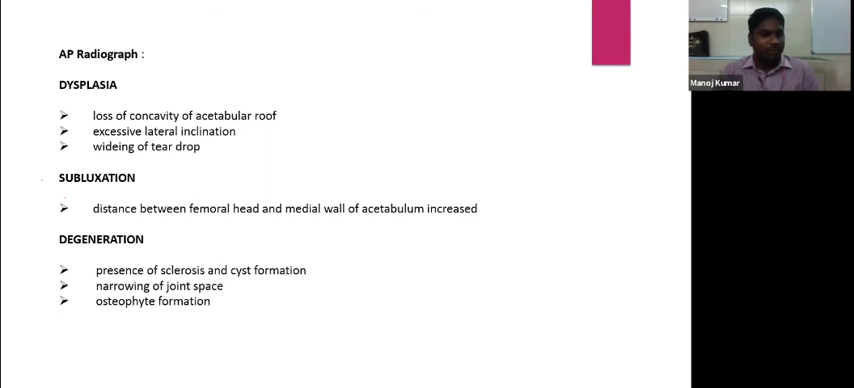 AP Radiograph :
DYSPLASIA
➢ loss of concavity of acetabular roof
➢ excessive lateral inclination
➢ wideing of tear drop
SUBLUXATION
➢ distance between femoral head and medial wall of acetabulum increased
DEGENERATION
➢ presence of sclerosis and cyst formation
➢ narrowing of joint space
➢ osteophyte formation
Manoj Kumar